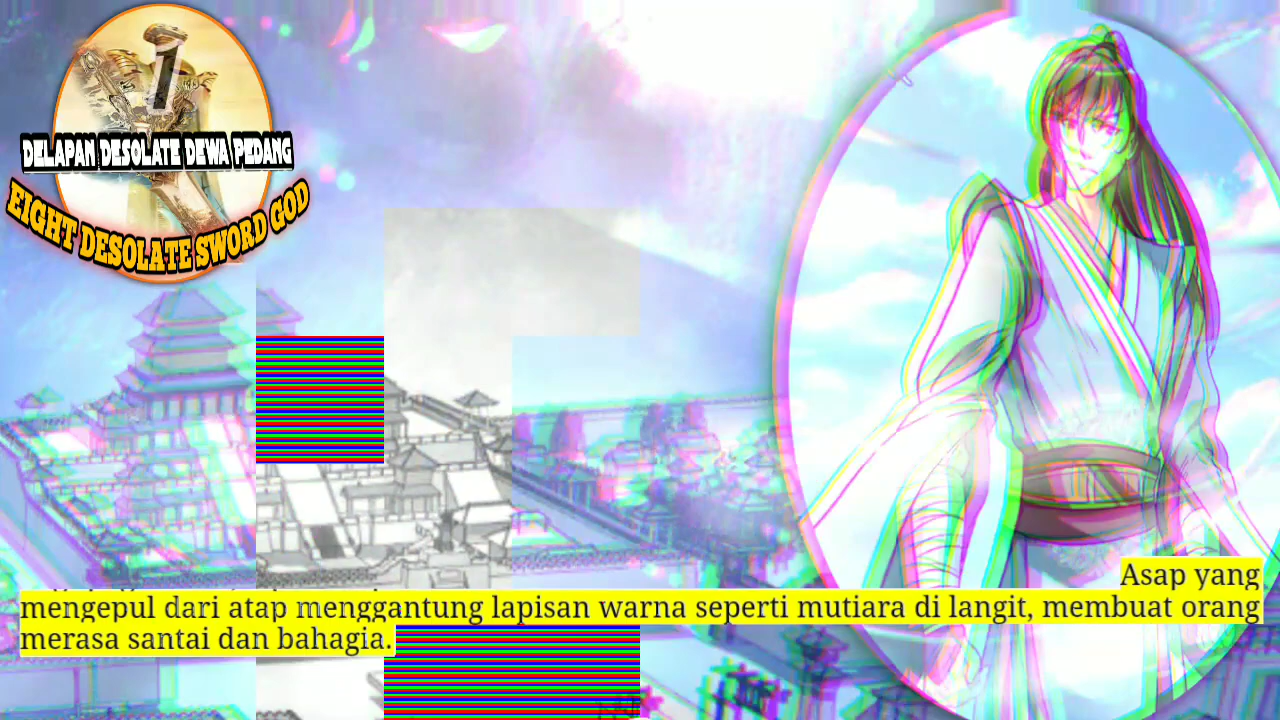 1
DELAPAN DESOLATE DEWA PEDANG
EIGHT DESOLATE SWORD GOD
Asap yang
mengepul dari atap menggantung lapisan warna seperti mutiara di langit, membuat orang
merasa santai dan bahagia.